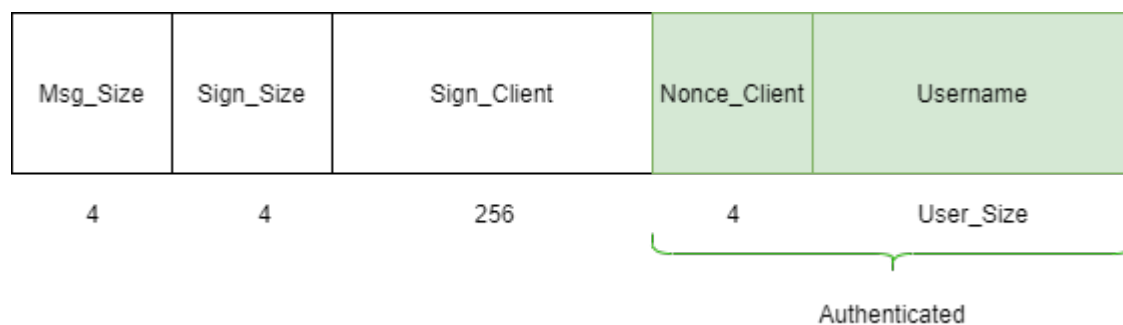 Msg_Size Sign_Size Sign_Client Nonce_Client Username
4 4 256 4 User_Size
Authenticated